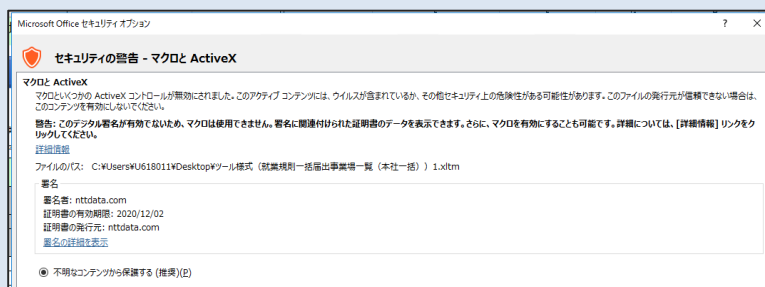 Microsoft Office セキュリティ オプション
? ×
セキュリティの警告 - マクロと ActiveX
マクロと ActiveX
マクロといくつかの ActiveX コントロールが無効にされました。このアクティブ コンテンツには、ウイルスが含まれているか、その他セキュリティ上の危険性がある可能性があります。このファイルの発行元が信頼できない場合は、
このコンテンツを有効にしないでください。
警告: このデジタル署名が有効でないため、マクロは使用できません。署名に関連付けられた証明書のデータを表示できます。さらに、マクロを有効にすることも可能です。詳細については、[詳細情報] リンクをク
リックしてください。
詳細情報
ファイルのパス: C:¥Users¥U618011¥Desktop¥ツール様式（就業規則一括届出事業場一覧（本社一括））1.xltm
署名
署名者: nttdata.com
証明書の有効期限: 2020/12/02
証明書の発行元: nttdata.com
署名の詳細を表示
不明なコンテンツから保護する (推奨)(P)